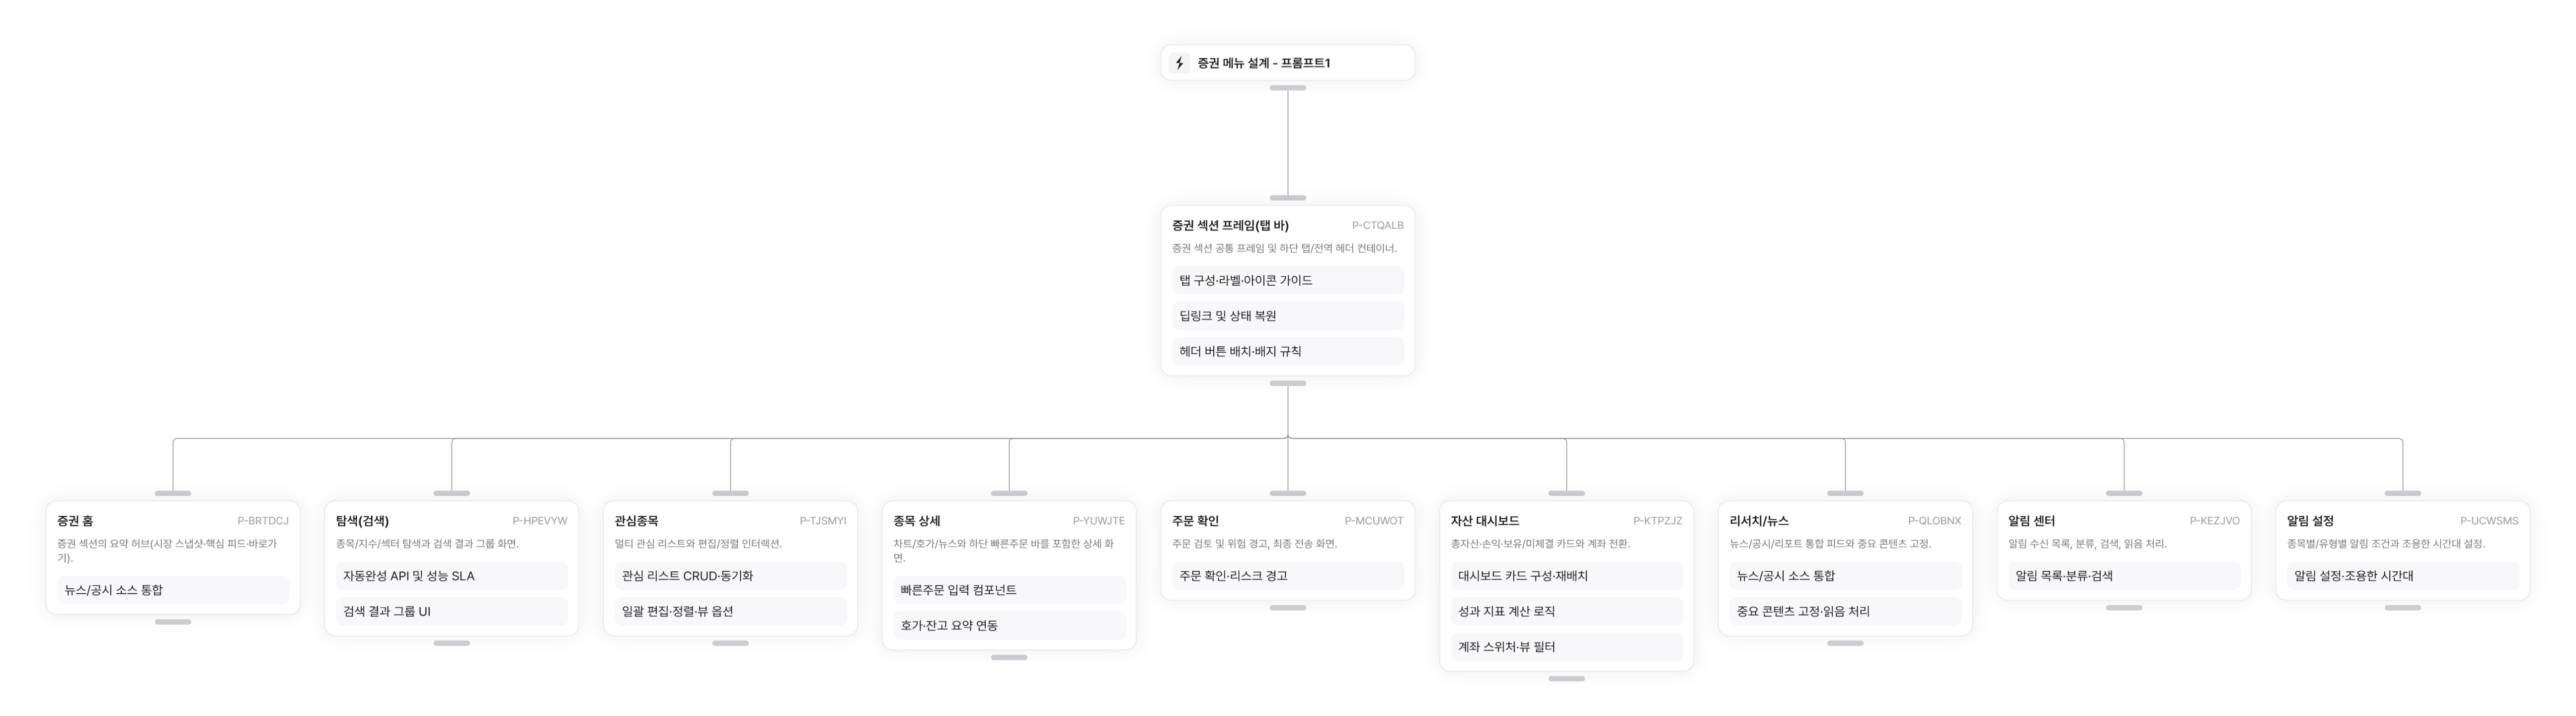 증권 메뉴 설계 - 프롬프트1
증권 섹션 프레임(탭 바)
P-CTQALB
증권 섹션 공통 프레임 및 하단 탭/전역 헤더 컨테이너.
탭 구성·라벨·아이콘 가이드
딥링크 및 상태 복원
헤더 버튼 배치·배지 규칙
증권 홈
P-BRTDCJ
증권 섹션의 요약 허브(시장 스냅샷·핵심 피드·바로가
기).
뉴스/공시 소스 통합
탐색(검색)
P-HPEVYW
종목/지수/섹터 탐색과 검색 결과 그룹 화면.
자동완성 API 및 성능 SLA
검색 결과 그룹 UI
관심종목
P-TJSMYI
멀티 관심 리스트와 편집/정렬 인터랙션.
관심 리스트 CRUD·동기화
일괄 편집·정렬·뷰 옵션
종목 상세
P-YUWJTE
차트/호가/뉴스와 하단 빠른주문 바를 포함한 상세 화
면.
빠른주문 입력 컴포넌트
호가·잔고 요약 연동
주문 확인
P-MCUWOT
주문 검토 및 위험 경고, 최종 전송 화면.
주문 확인·리스크 경고
자산 대시보드
P-KTPZJZ
총자산·손익·보유/미체결 카드와 계좌 전환.
대시보드 카드 구성·재배치
성과 지표 계산 로직
계좌 스위처·뷰 필터
리서치/뉴스
P-QLOBNX
뉴스/공시/리포트 통합 피드와 중요 콘텐츠 고정.
뉴스/공시 소스 통합
중요 콘텐츠 고정·읽음 처리
알림 센터
P-KEZJVO
알림 수신 목록, 분류, 검색, 읽음 처리.
알림 목록·분류·검색
알림 설정
P-UCWSMS
종목별/유형별 알림 조건과 조용한 시간대 설정.
알림 설정·조용한 시간대